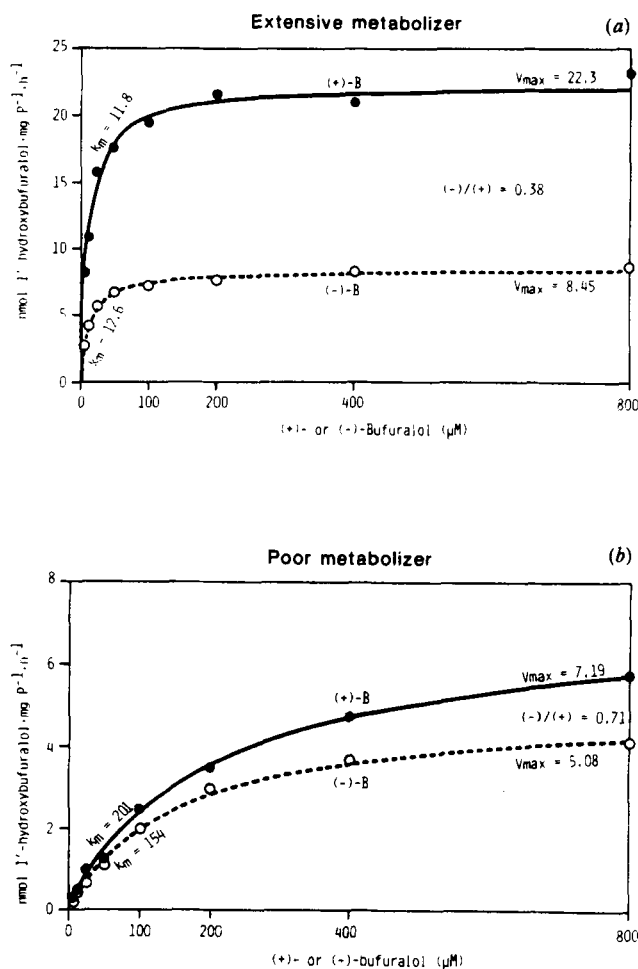 Extensive metabolizer
(a)
25
20
15
10
5
0
nmol 1' hydroxybufuralol·mg P⁻¹·h⁻¹
km = 11.8
(+)-B
Vmax = 22.3
(-)/(+) = 0.38
km = 17.6
(-)-B
Vmax = 8.45
0 100 200 400 800
(+)- or (-)-Bufuralol (μM)
Poor metabolizer
(b)
8
6
4
2
0
nmol 1'-hydroxybufuralol·mg P⁻¹·h⁻¹
Vmax = 7.19
(+)-B
(-)/(+) = 0.71
(-)-B
Vmax = 5.08
km = 201
km = 154
0 100 200 400 800
(+)- or (-)-bufuralol (μM)